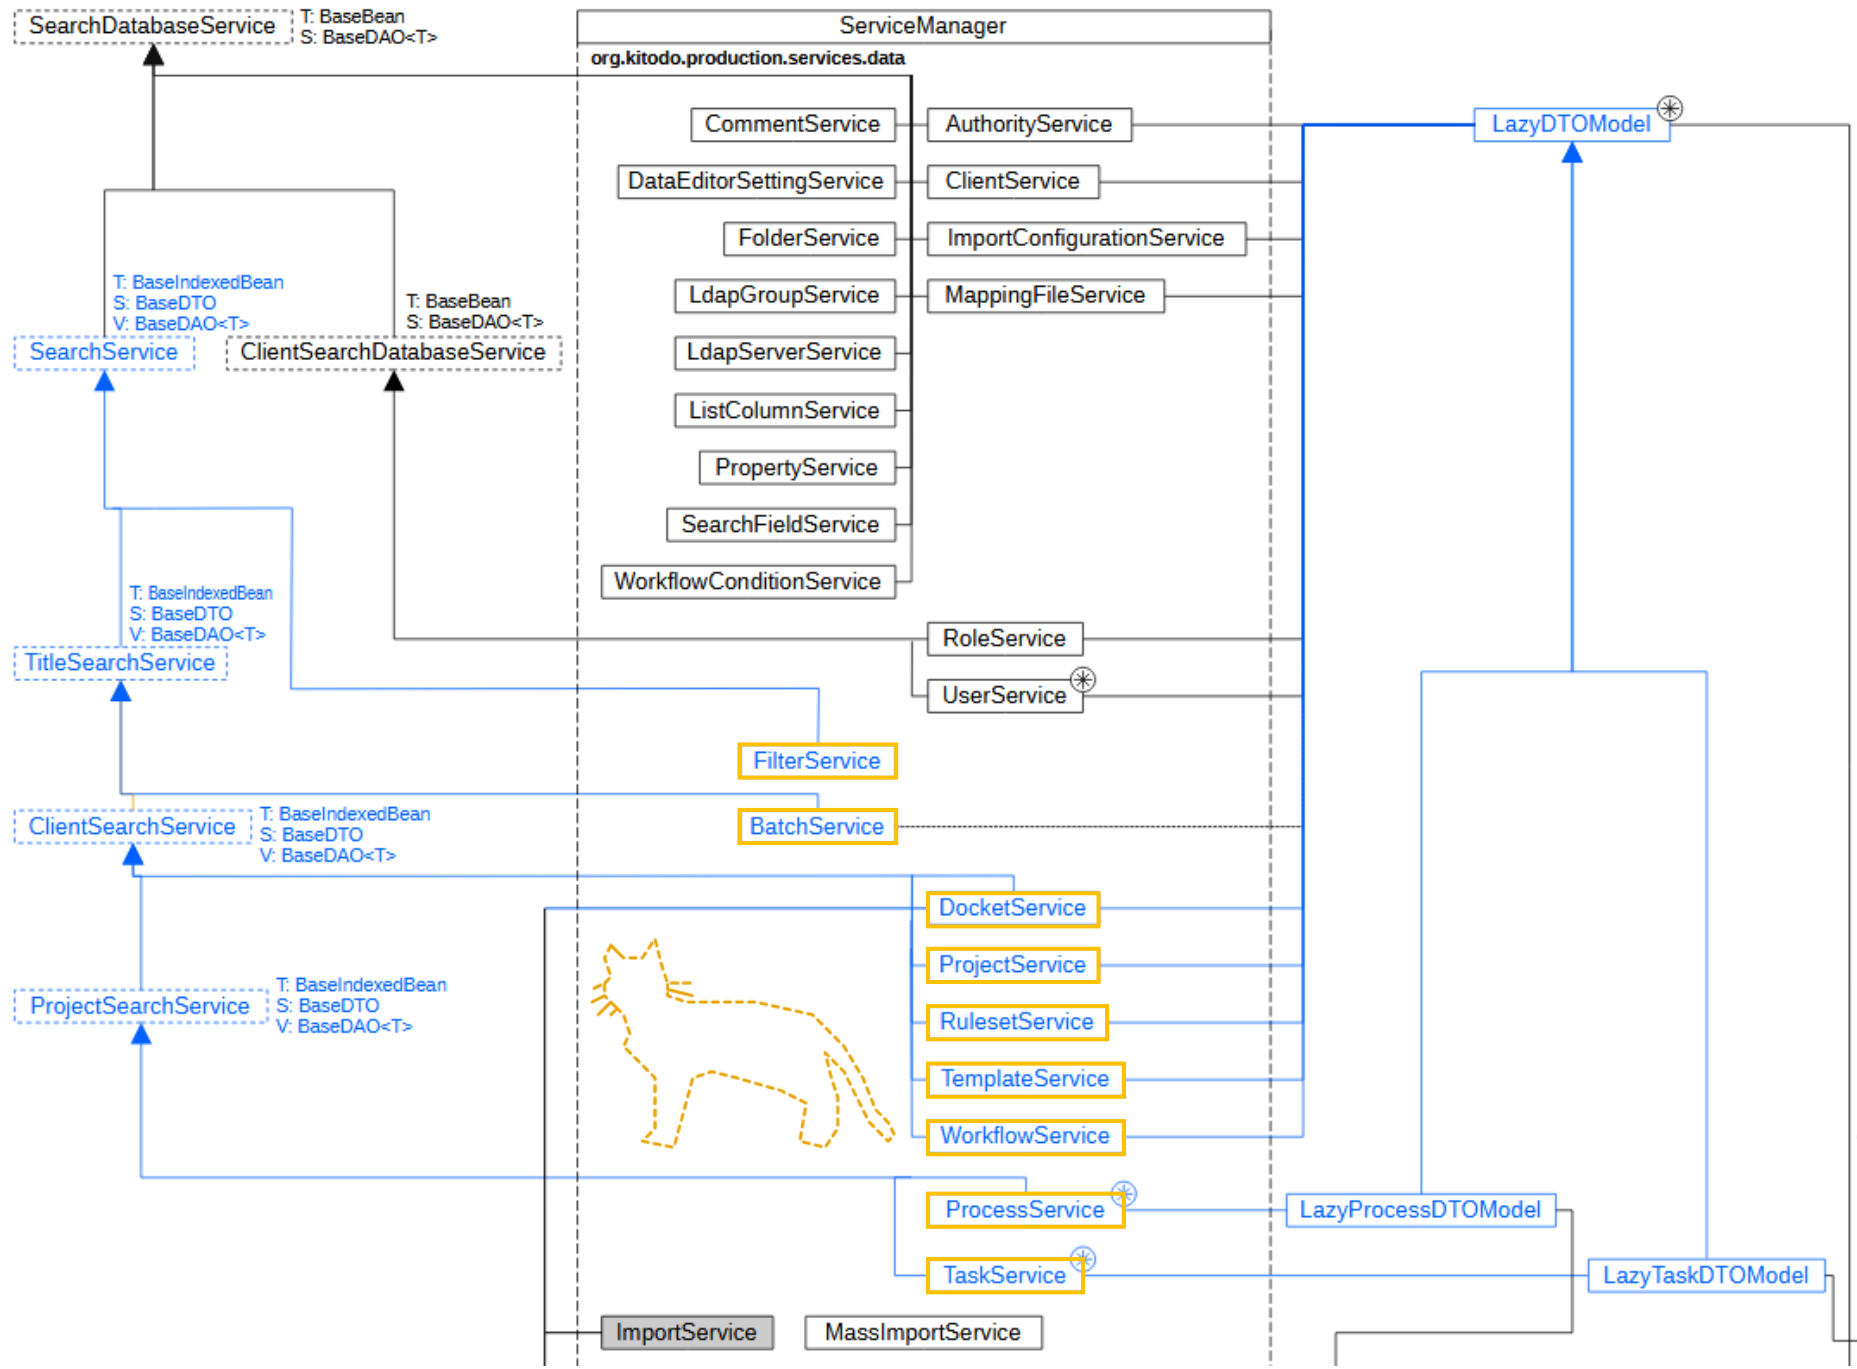 SearchDatabaseService
T: BaseBean
S: BaseDAO<T>
ServiceManager
org.kitodo.production.services.data
CommentService
AuthorityService
LazyDTOModel
DataEditorSettingService
ClientService
FolderService
ImportConfigurationService
T: BaseIndexedBean
S: BaseDTO
V: BaseDAO<T>
T: BaseBean
S: BaseDAO<T>
LdapGroupService
MappingFileService
SearchService
ClientSearchDatabaseService
LdapServerService
ListColumnService
PropertyService
SearchFieldService
WorkflowConditionService
T: BaseIndexedBean
S: BaseDTO
V: BaseDAO<T>
TitleSearchService
RoleService
UserService
FilterService
ClientSearchService
T: BaseIndexedBean
S: BaseDTO
V: BaseDAO<T>
BatchService
DocketService
ProjectService
ProjectSearchService
T: BaseIndexedBean
S: BaseDTO
V: BaseDAO<T>
RulesetService
TemplateService
WorkflowService
ProcessService
LazyProcessDTOModel
TaskService
LazyTaskDTOModel
ImportService
MassImportService